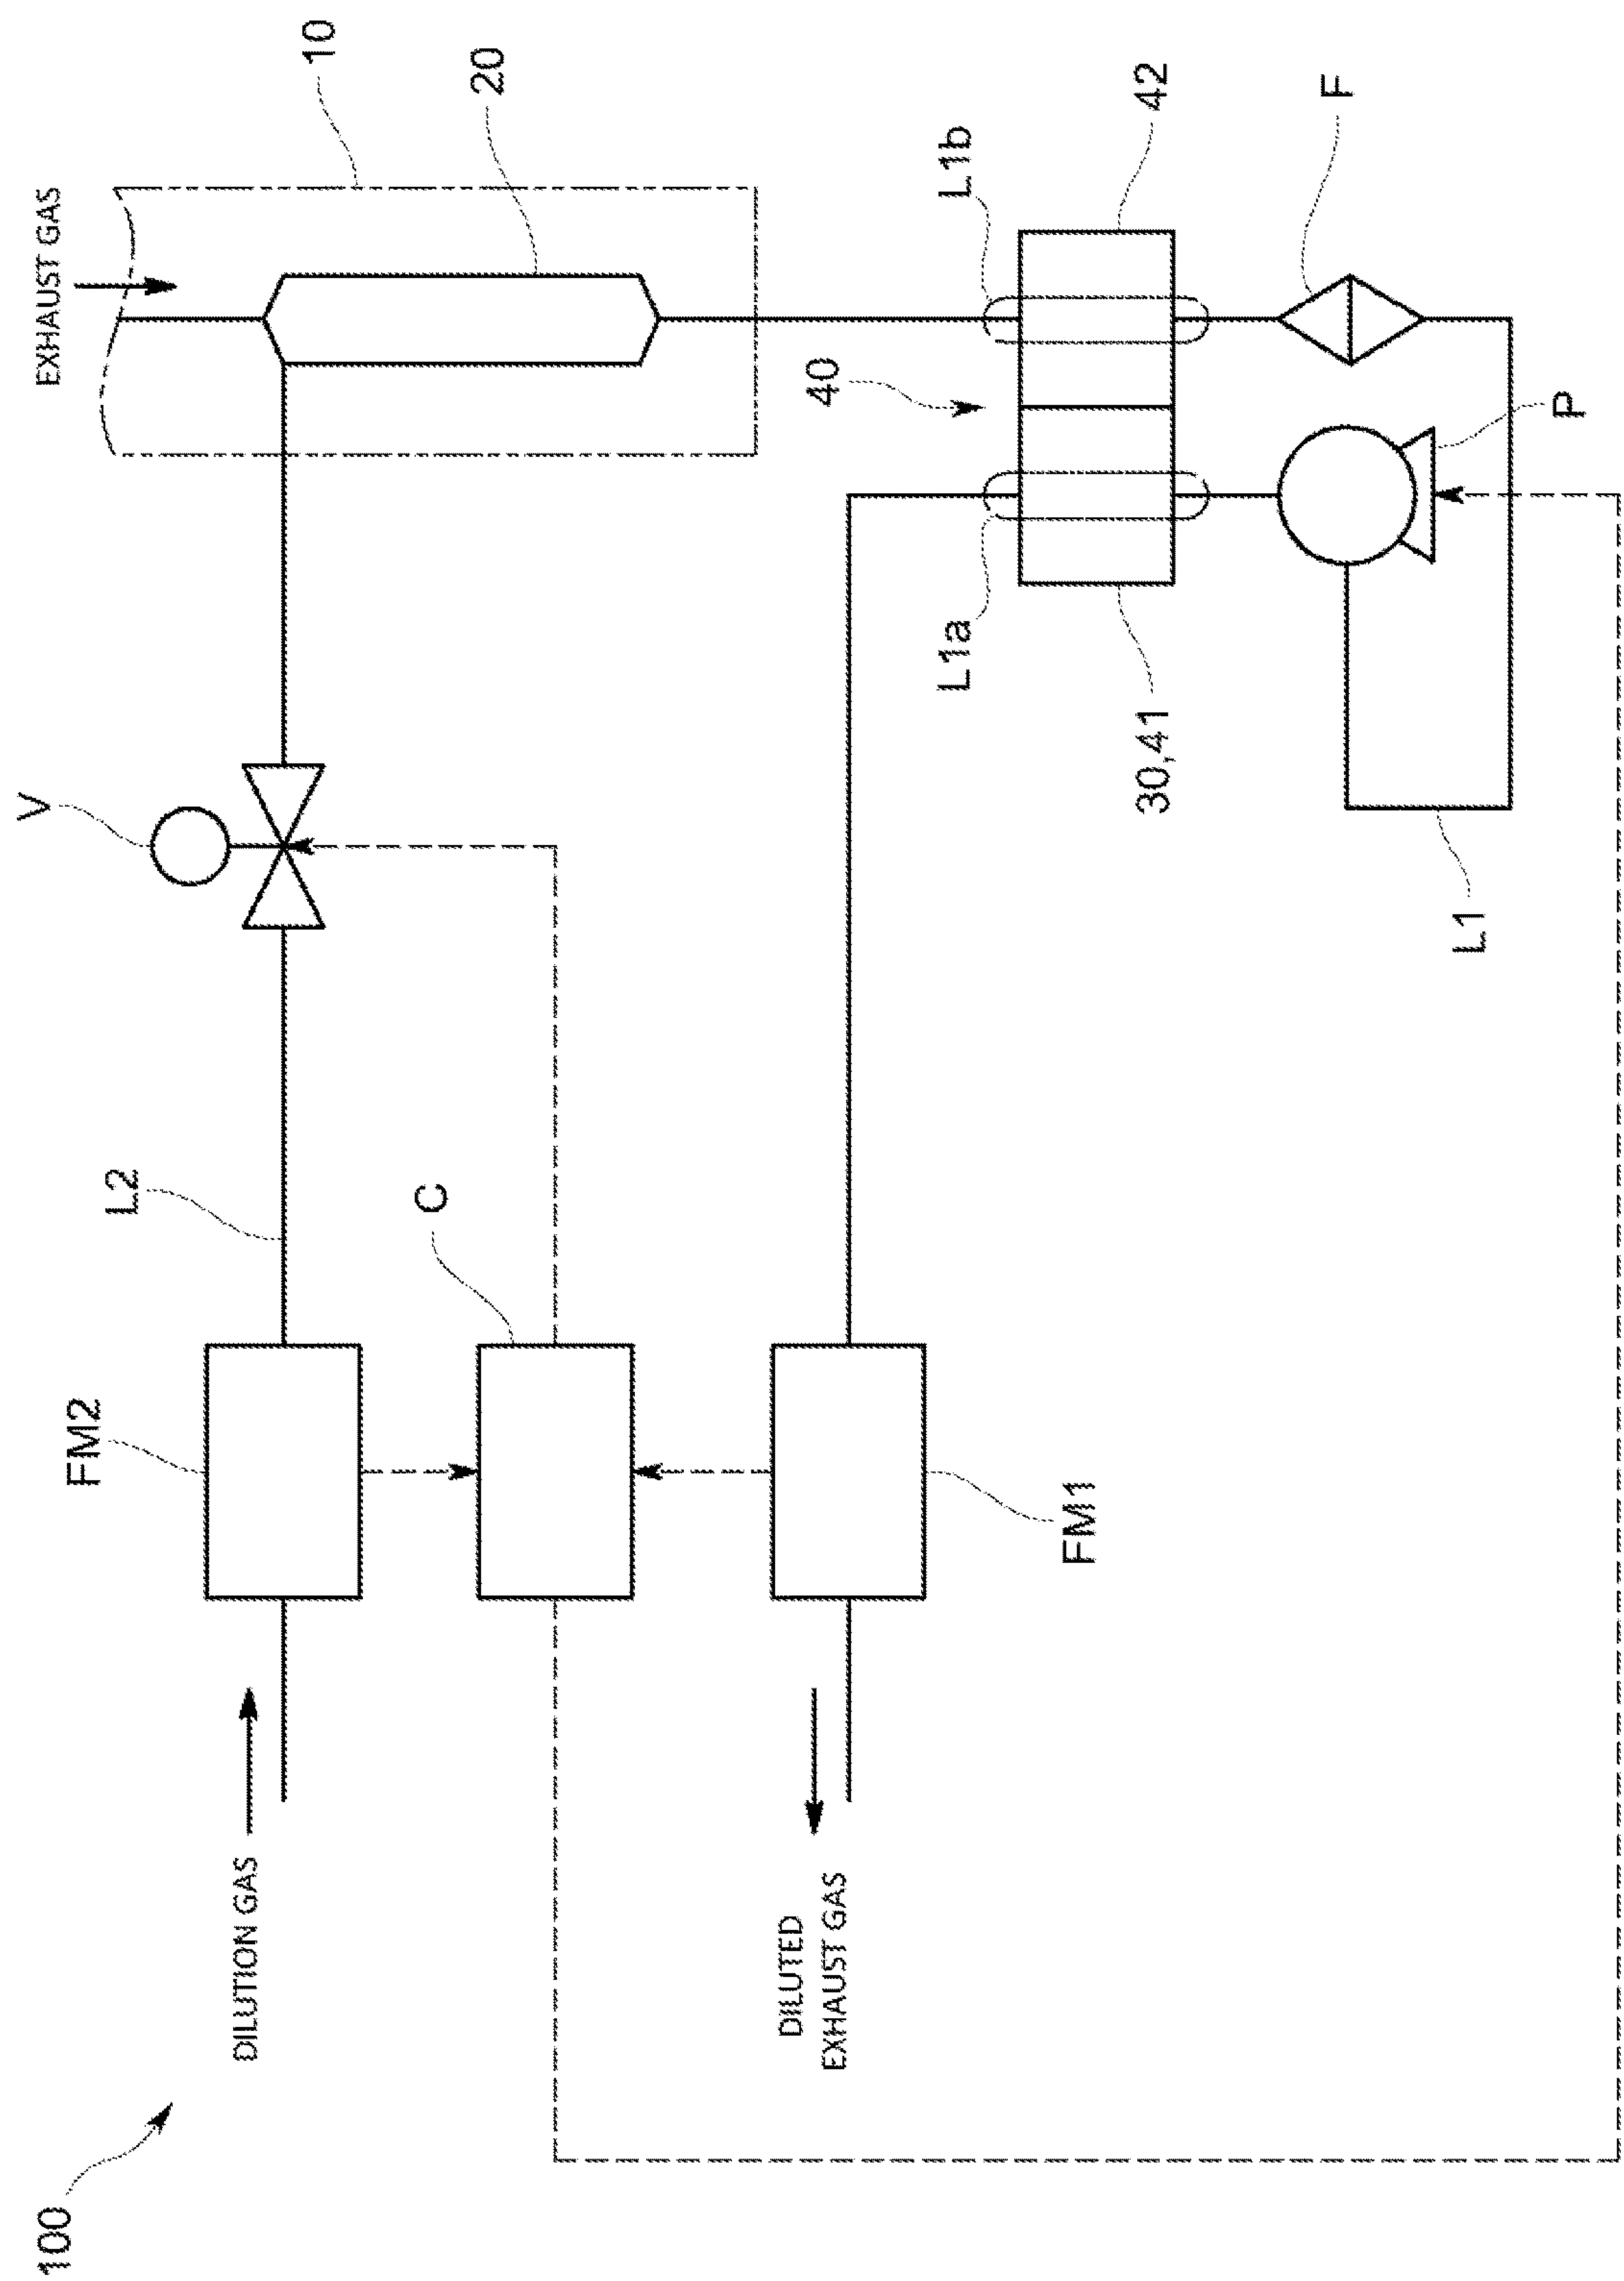 100
DILUTION GAS
DILUTED
EXHAUST GAS
FM2
L2
C
FM1
V
L1
30,41
L1a
40
P
EXHAUST GAS
10
20
L1b
42
F